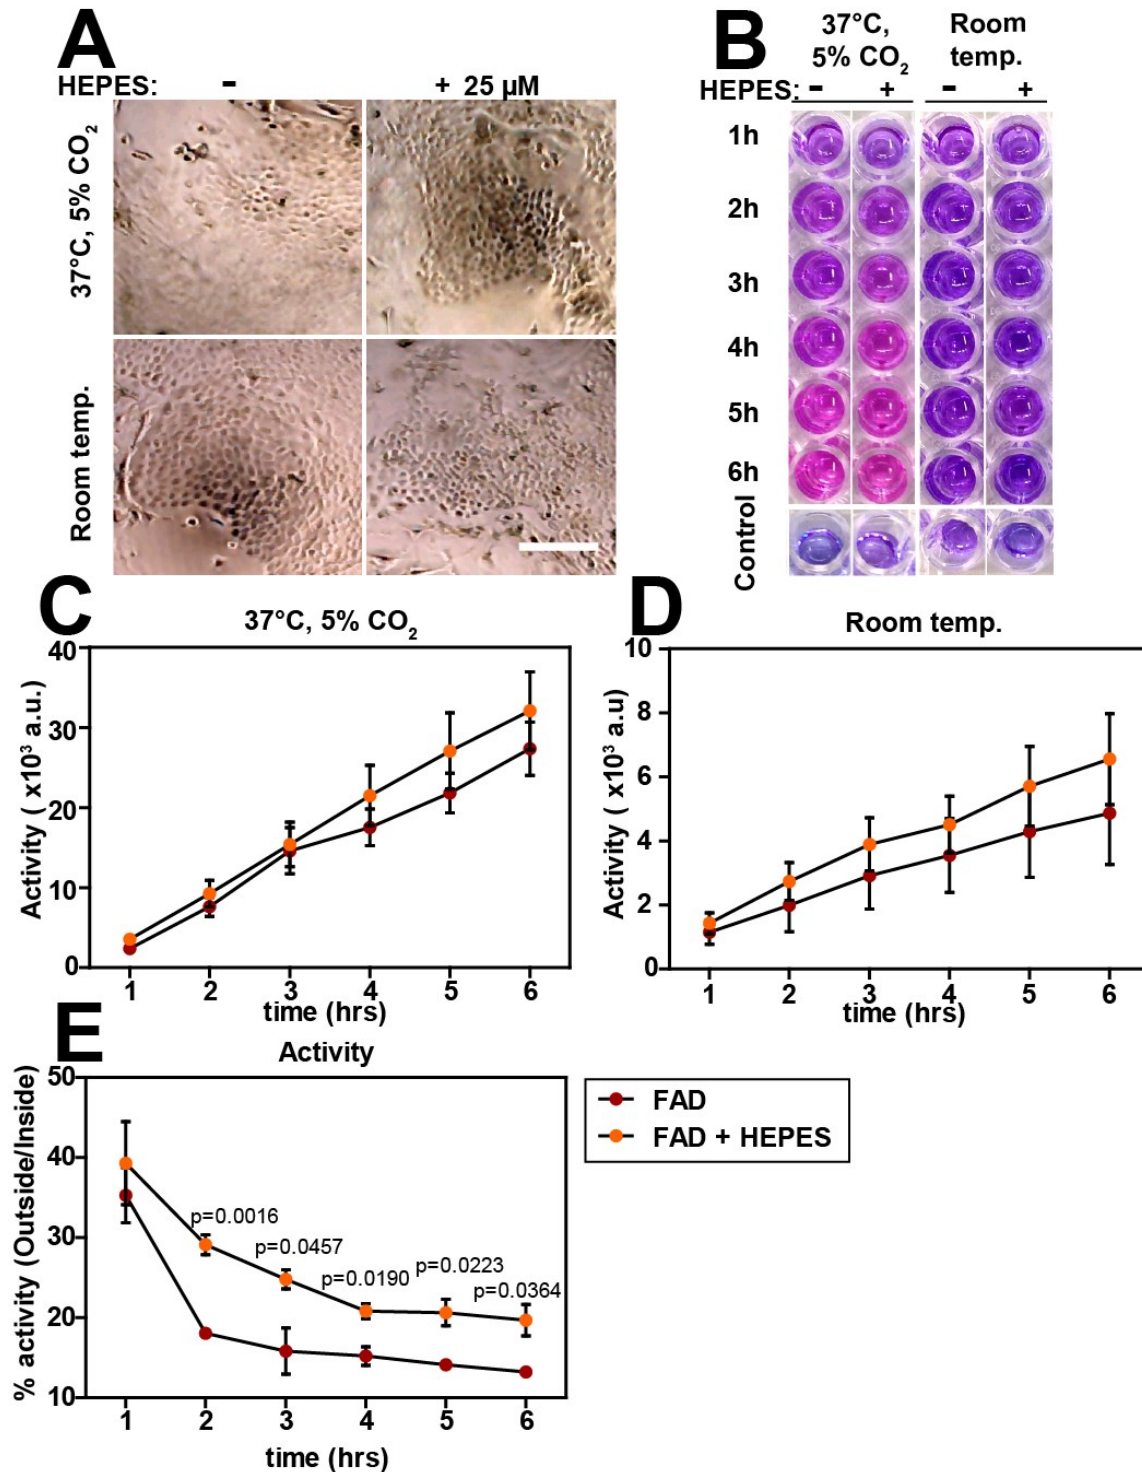 A
HEPES: - + 25 µM
37°C, 5% CO₂
Room temp.
B
37°C, 5% CO₂
Room temp.
HEPES: - + - +
1h
2h
3h
4h
5h
6h
Control
C
37°C, 5% CO₂
Activity ( x10³ a.u.)
40
30
20
10
0
1 2 3 4 5 6
time (hrs)
D
Room temp.
Activity ( x10³ a.u)
10
8
6
4
2
0
1 2 3 4 5 6
time (hrs)
E
Activity
% activity (Outside/Inside)
50
40
30
20
10
p=0.0016
p=0.0457
p=0.0190
p=0.0223
p=0.0364
1 2 3 4 5 6
time (hrs)
FAD
FAD + HEPES